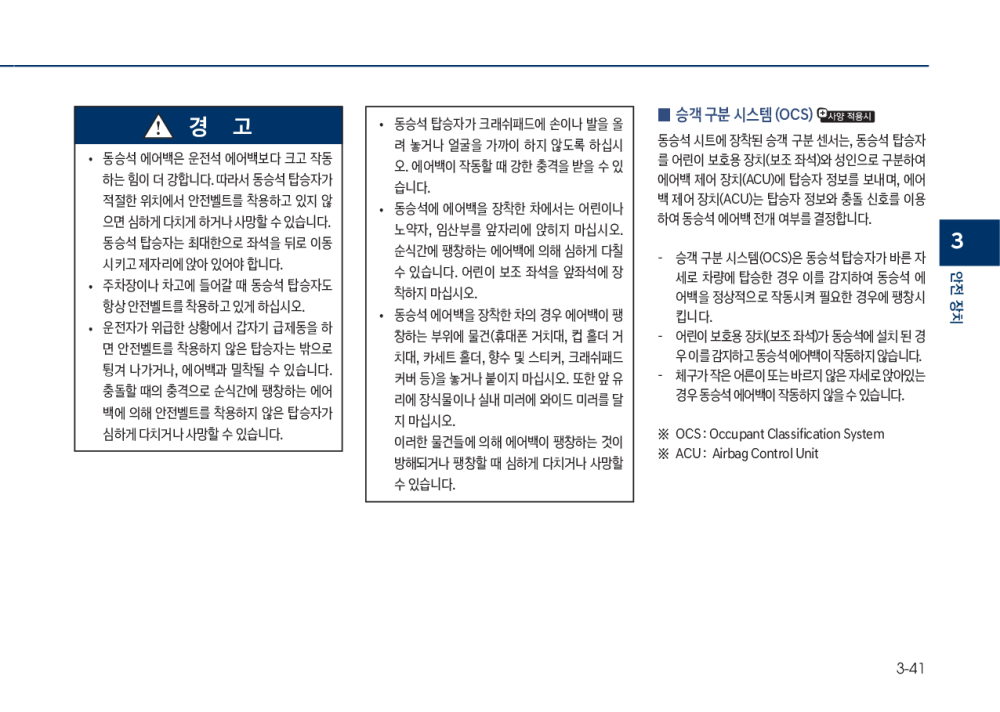 경 고
• 동승석 에어백은 운전석 에어백보다 크고 작동
하는 힘이 더 강합니다. 따라서 동승석 탑승자가
적절한 위치에서 안전벨트를 착용하고 있지 않
으면 심하게 다치게 하거나 사망할 수 있습니다.
동승석 탑승자는 최대한으로 좌석을 뒤로 이동
시키고 제자리에 앉아 있어야 합니다.
• 주차장이나 차고에 들어갈 때 동승석 탑승자도
항상 안전벨트를 착용하고 있게 하십시오.
• 운전자가 위급한 상황에서 갑자기 급제동을 하
면 안전벨트를 착용하지 않은 탑승자는 밖으로
튕겨 나가거나, 에어백과 밀착될 수 있습니다.
충돌할 때의 충격으로 순식간에 팽창하는 에어
백에 의해 안전벨트를 착용하지 않은 탑승자가
심하게 다치거나 사망할 수 있습니다.
• 동승석 탑승자가 크래쉬패드에 손이나 발을 올
려 놓거나 얼굴을 가까이 하지 않도록 하십시
오. 에어백이 작동할 때 강한 충격을 받을 수 있
습니다.
• 동승석에 에어백을 장착한 차에서는 어린이나
노약자, 임산부를 앞자리에 앉히지 마십시오.
순식간에 팽창하는 에어백에 의해 심하게 다칠
수 있습니다. 어린이 보조 좌석을 앞좌석에 장
착하지 마십시오.
• 동승석 에어백을 장착한 차의 경우 에어백이 팽
창하는 부위에 물건(휴대폰 거치대, 컵 홀더 거
치대, 카세트 홀더, 향수 및 스티커, 크래쉬패드
커버 등)을 놓거나 붙이지 마십시오. 또한 앞 유
리에 장식물이나 실내 미러에 와이드 미러를 달
지 마십시오.
이러한 물건들에 의해 에어백이 팽창하는 것이
방해되거나 팽창할 때 심하게 다치거나 사망할
수 있습니다.
■ 승객 구분 시스템 (OCS) 사양 적용시
동승석 시트에 장착된 승객 구분 센서는, 동승석 탑승자
를 어린이 보호용 장치(보조 좌석)와 성인으로 구분하여
에어백 제어 장치(ACU)에 탑승자 정보를 보내며, 에어
백 제어 장치(ACU)는 탑승자 정보와 충돌 신호를 이용
하여 동승석 에어백 전개 여부를 결정합니다.
- 승객 구분 시스템(OCS)은 동승석 탑승자가 바른 자
세로 차량에 탑승한 경우 이를 감지하여 동승석 에
어백을 정상적으로 작동시켜 필요한 경우에 팽창시
킵니다.
- 어린이 보호용 장치(보조 좌석)가 동승석에 설치 된 경
우 이를 감지하고 동승석 에어백이 작동하지 않습니다.
- 체구가 작은 어른이 또는 바르지 않은 자세로 앉아있는
경우 동승석 에어백이 작동하지 않을 수 있습니다.
※ OCS : Occupant Classification System
※ ACU : Airbag Control Unit
3
안전 장치
3-41